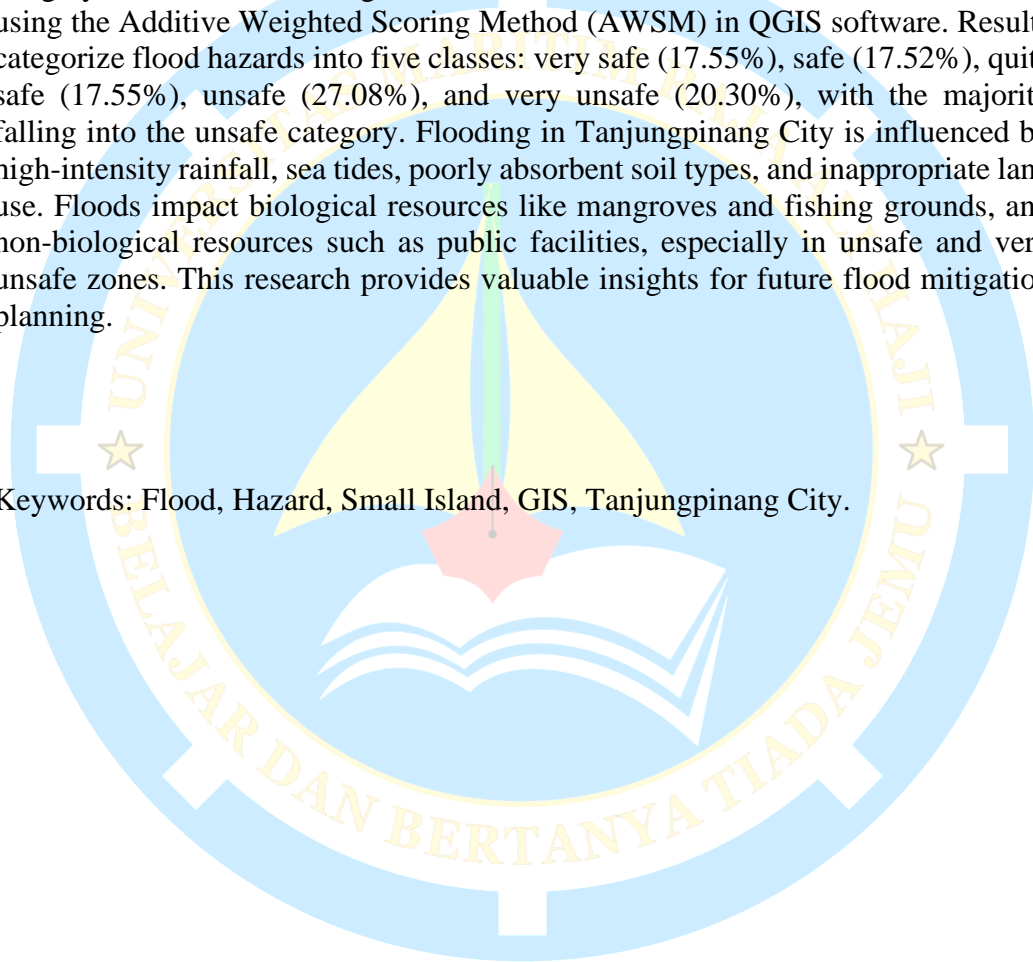 using the Additive Weighted Scoring Method (AWSM) in QGIS software. Result
categorize flood hazards into five classes: very safe (17.55%), safe (17.52%), quit
safe (17.55%), unsafe (27.08%), and very unsafe (20.30%), with the majorit
falling into the unsafe category. Flooding in Tanjungpinang City is influenced b
high-intensity rainfall, sea tides, poorly absorbent soil types, and inappropriate lan
use. Floods impact biological resources like mangroves and fishing grounds, an
non-biological resources such as public facilities, especially in unsafe and ver
unsafe zones. This research provides valuable insights for future flood mitigatio
planning.
Keywords: Flood, Hazard, Small Island, GIS, Tanjungpinang City.
UNIVERSITAS MARITIM RAJA ALI HAJI
BELAJAR DAN BERTANYA TIADA JEMU